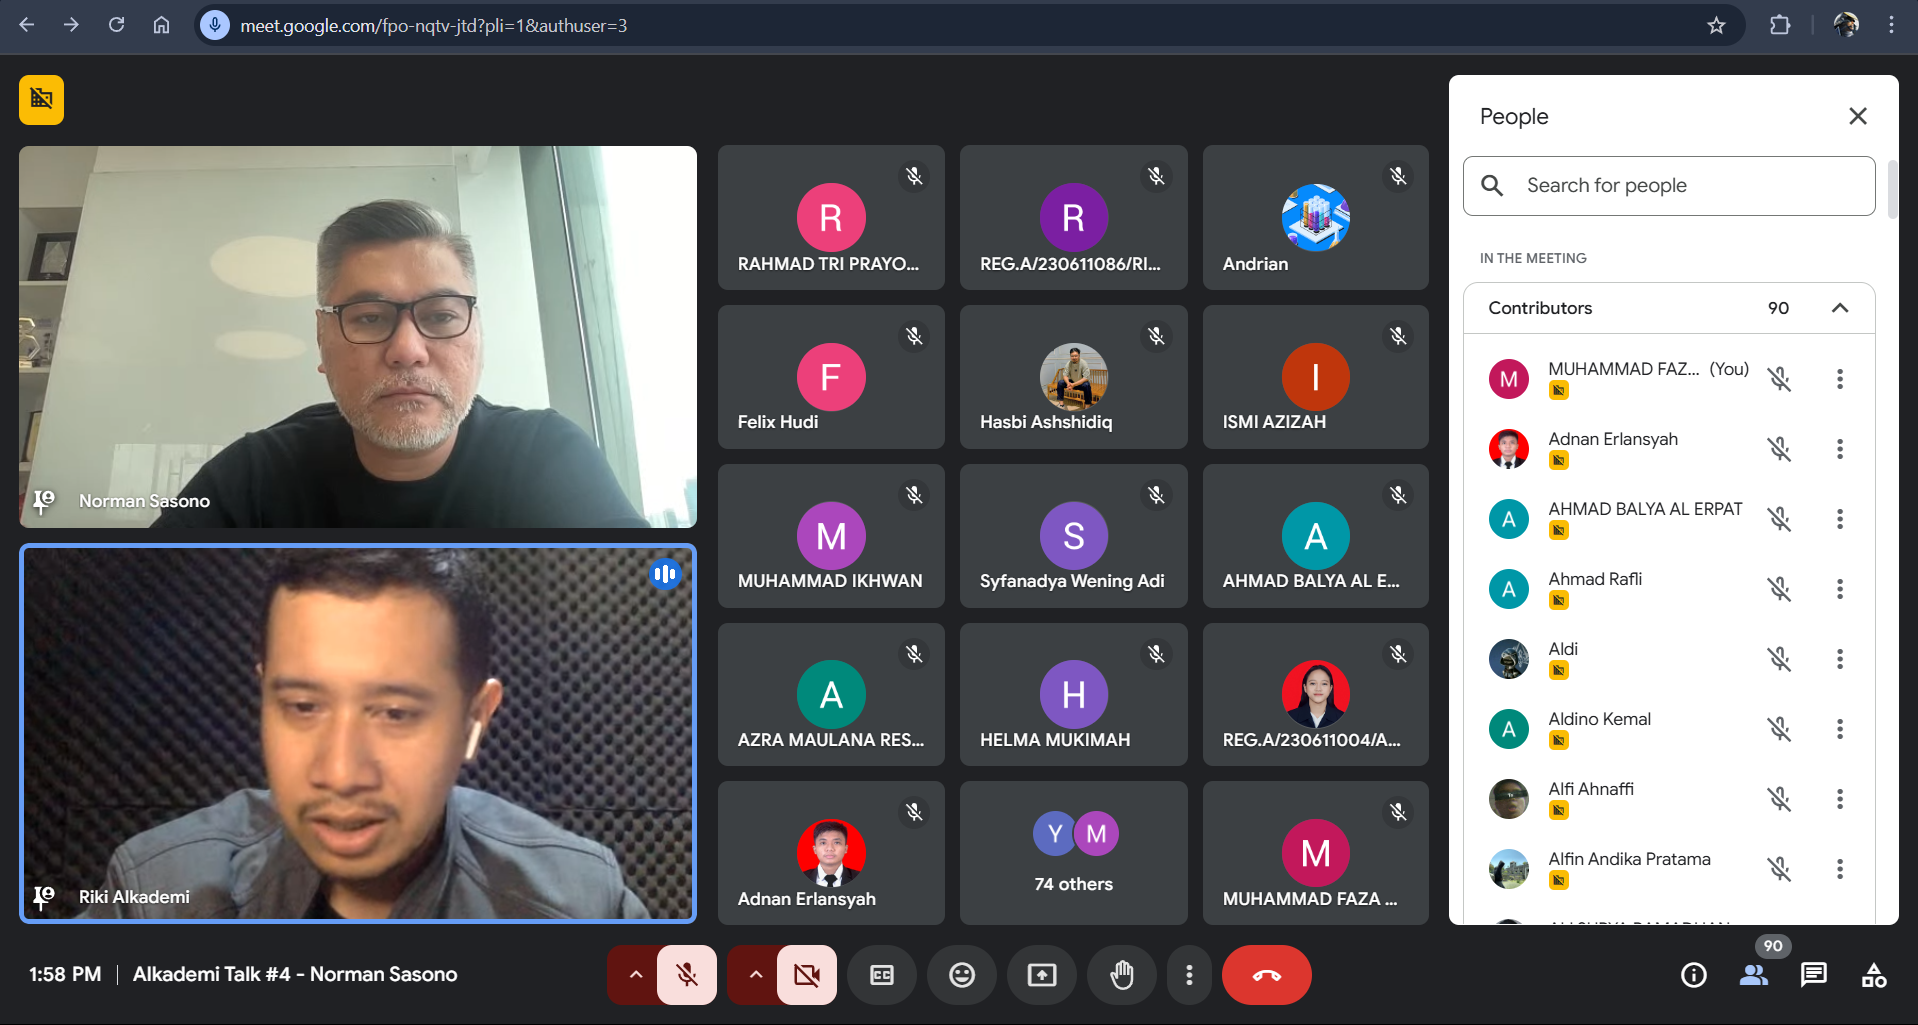 meet.google.com/fpo-nqtv-jtd?pli=1&authuser=3
Norman Sasono
Riki Alkademi
R
RAHMAD TRI PRAYO...
R
REG.A/230611086/RI...
Andrian
F
Felix Hudi
Hasbi Ashshidiq
I
ISMI AZIZAH
M
MUHAMMAD IKHWAN
S
Syfanadya Wening Adi
A
AHMAD BALYA AL E...
A
AZRA MAULANA RES...
H
HELMA MUKIMAH
REG.A/230611004/A...
Adnan Erlansyah
Y M
74 others
M
MUHAMMAD FAZA ...
People
Search for people
IN THE MEETING
Contributors 90
M MUHAMMAD FAZ... (You)
Adnan Erlansyah
A AHMAD BALYA AL ERPAT
A Ahmad Rafli
Aldi
A Aldino Kemal
Alfi Ahnaffi
Alfin Andika Pratama
1:58 PM | Alkademi Talk #4 - Norman Sasono
CC
90